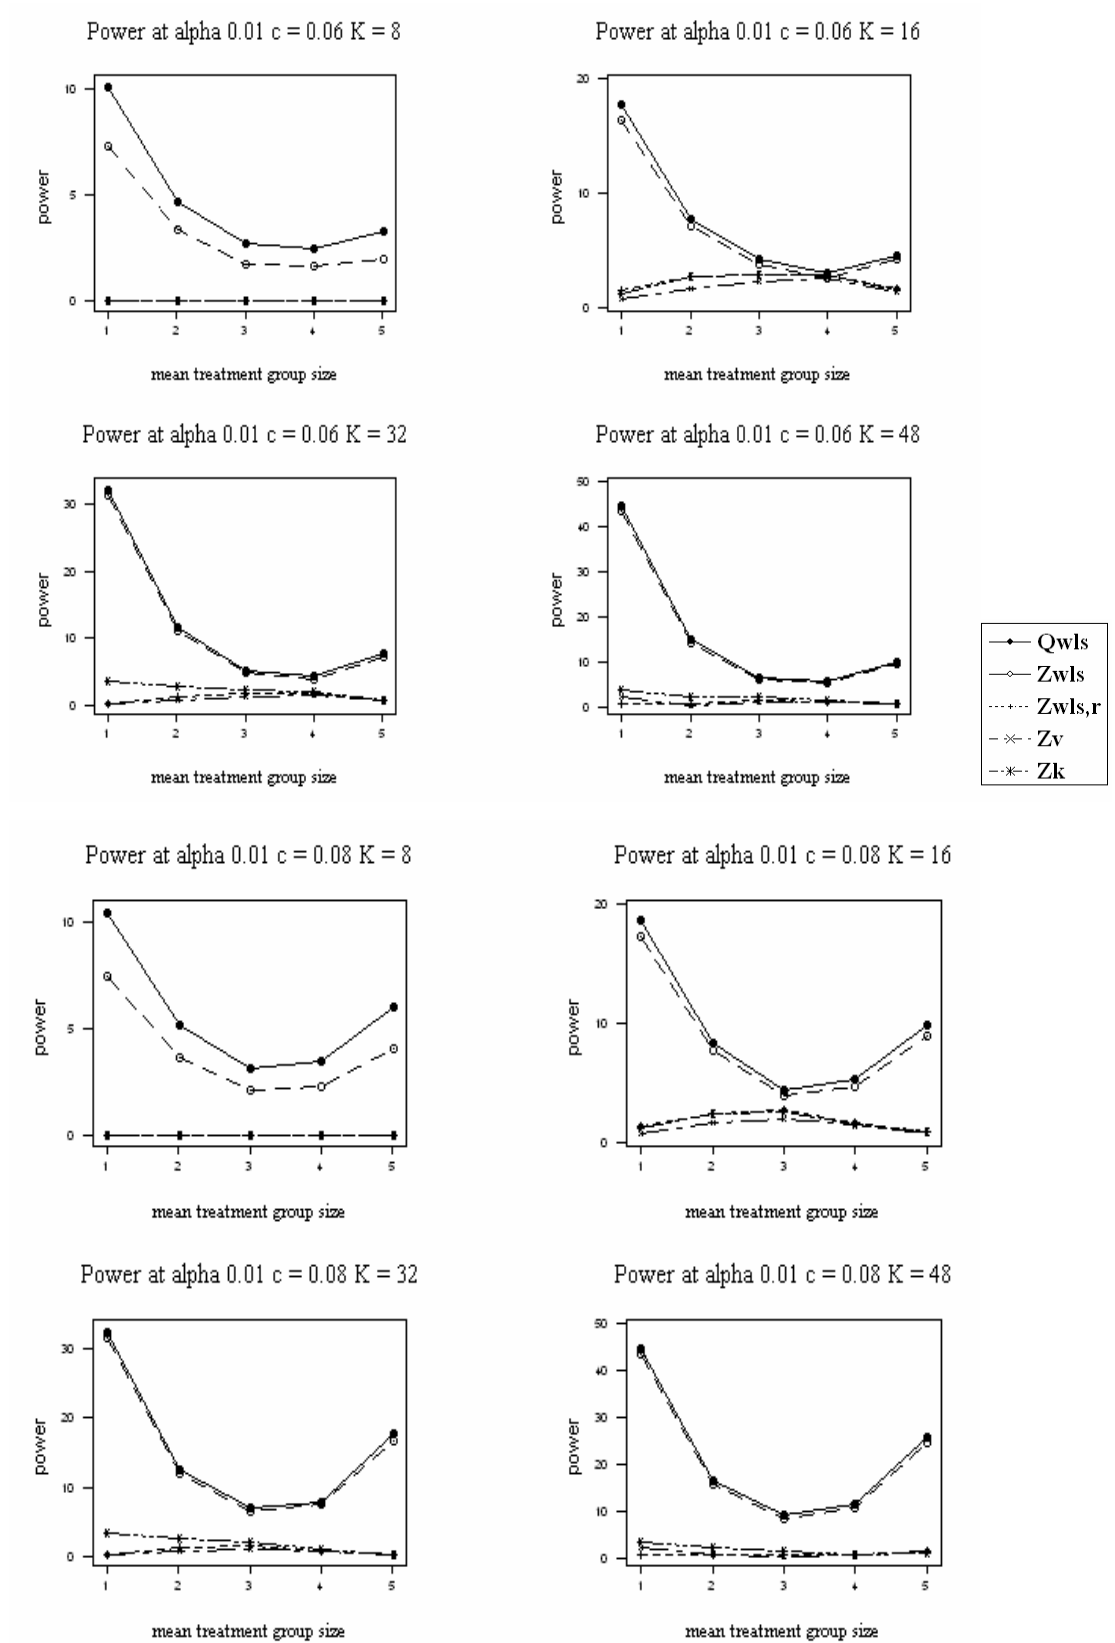 Power at alpha 0.01 c = 0.06 K = 8
10
5
0
power
1 2 3 4 5
mean treatment group size
Power at alpha 0.01 c = 0.06 K = 16
20
10
0
power
1 2 3 4 5
mean treatment group size
Power at alpha 0.01 c = 0.06 K = 32
30
20
10
0
power
1 2 3 4 5
mean treatment group size
Power at alpha 0.01 c = 0.06 K = 48
50
40
30
20
10
0
power
1 2 3 4 5
mean treatment group size
Qwls
Zwls
Zwls,r
Zv
Zk
Power at alpha 0.01 c = 0.08 K = 8
10
5
0
power
1 2 3 4 5
mean treatment group size
Power at alpha 0.01 c = 0.08 K = 16
20
10
0
power
1 2 3 4 5
mean treatment group size
Power at alpha 0.01 c = 0.08 K = 32
30
20
10
0
power
1 2 3 4 5
mean treatment group size
Power at alpha 0.01 c = 0.08 K = 48
50
40
30
20
10
0
power
1 2 3 4 5
mean treatment group size